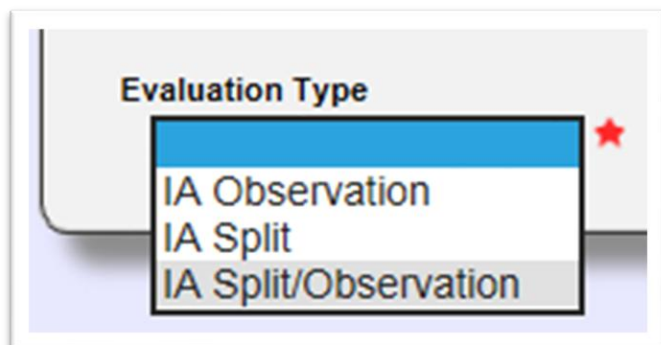 Evaluation Type
IA Observation
IA Split
IA Split/Observation